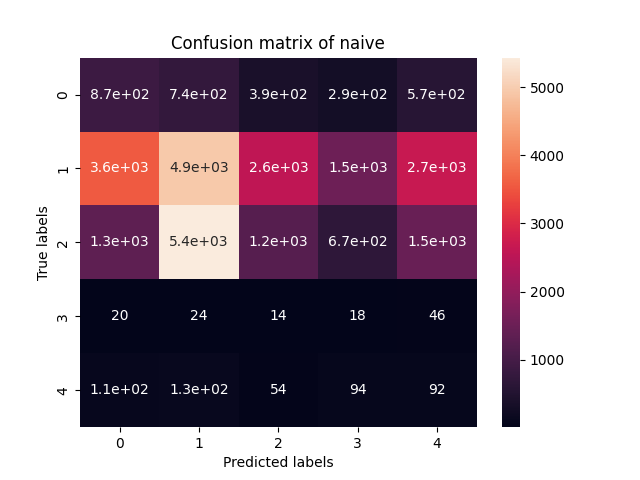 Confusion matrix of naive
True labels
0 8.7e+02 7.4e+02 3.9e+02 2.9e+02 5.7e+02
1 3.6e+03 4.9e+03 2.6e+03 1.5e+03 2.7e+03
2 1.3e+03 5.4e+03 1.2e+03 6.7e+02 1.5e+03
3 20 24 14 18 46
4 1.1e+02 1.3e+02 54 94 92
0 1 2 3 4
Predicted labels
5000
4000
3000
2000
1000